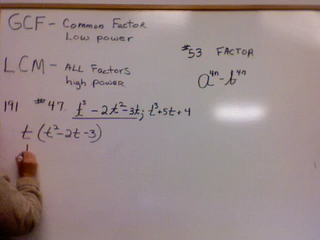 GCF - Common Factor
Low power
#53 FACTOR
a^4n - b^4n
LCM - ALL Factors
high power
191 #47. t³ - 2t² - 3t ; t³+5t+4
t (t²-2t-3)